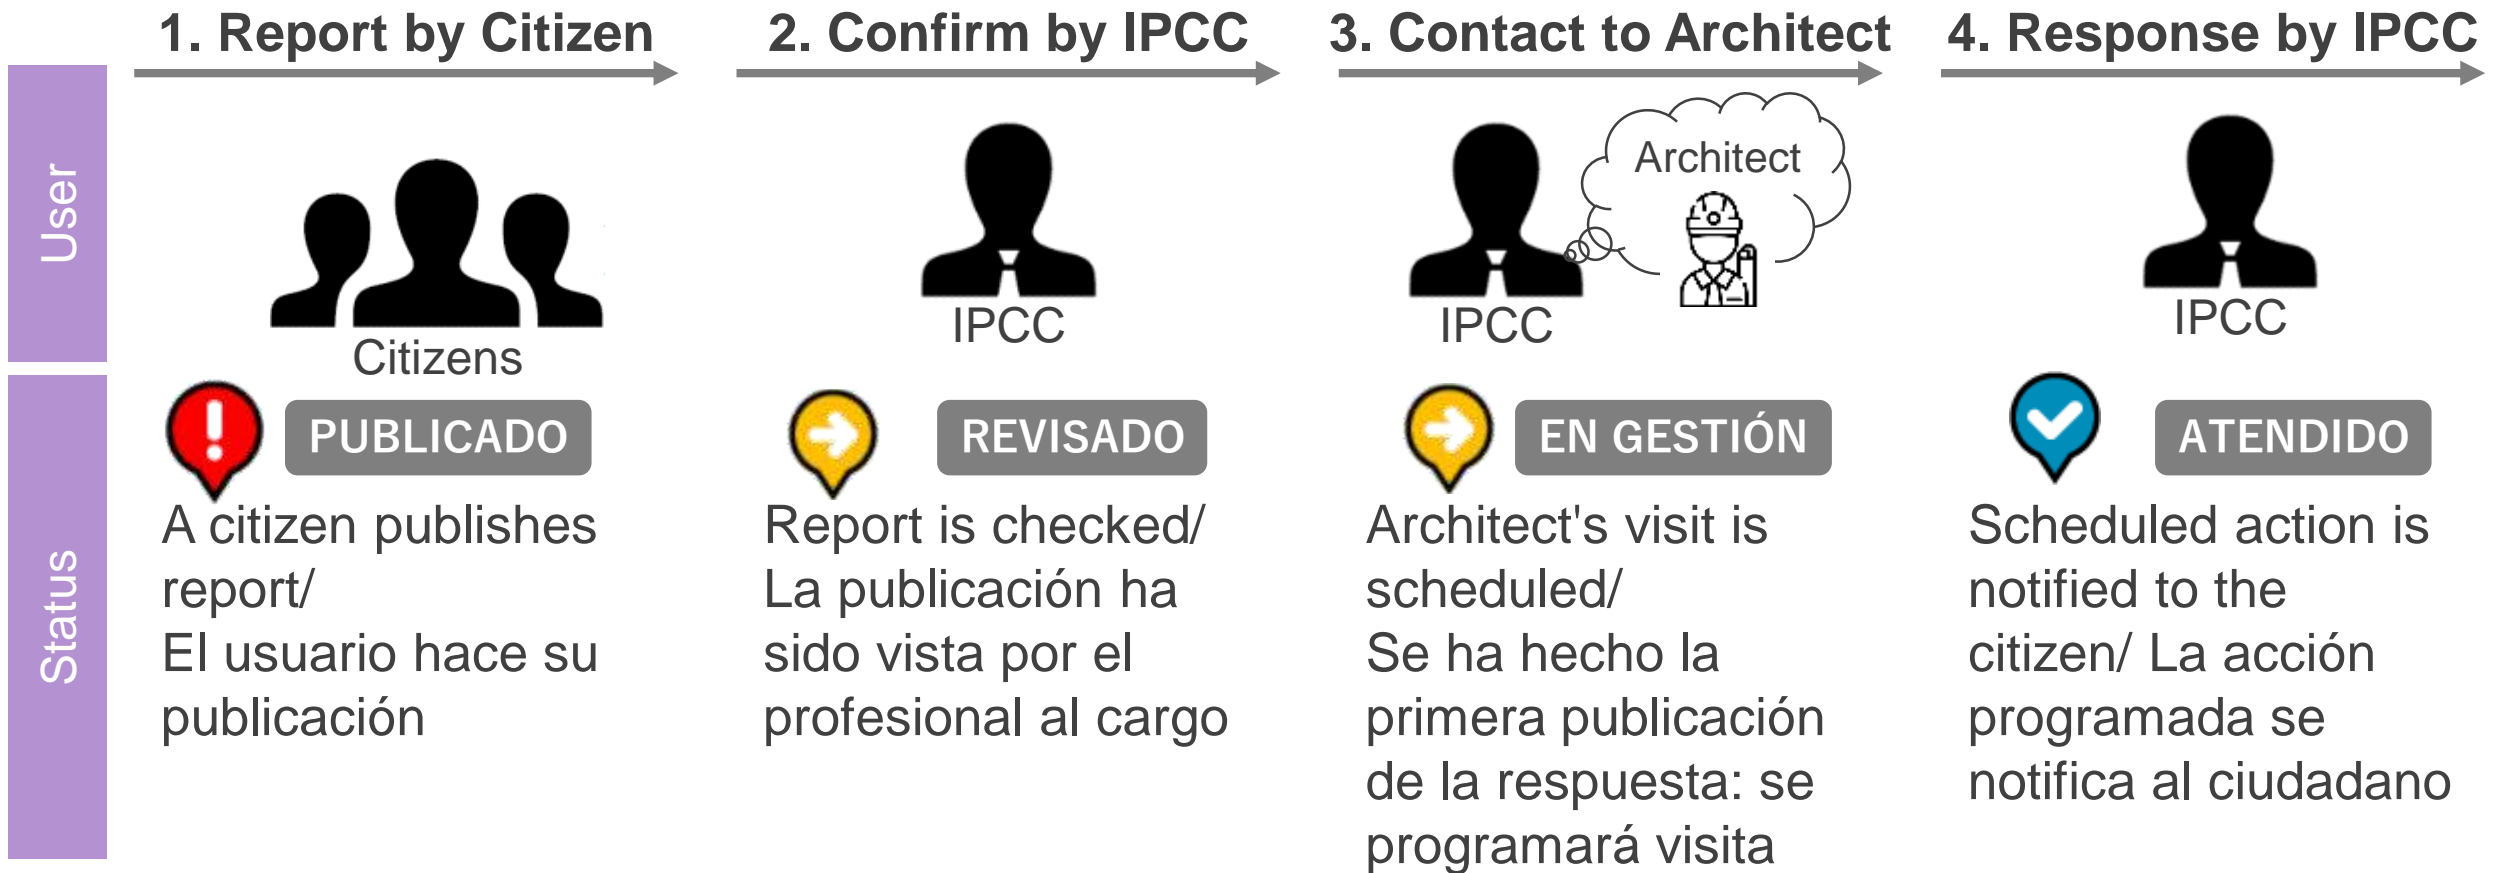 1. Report by Citizen
2. Confirm by IPCC
3. Contact to Architect
4. Response by IPCC
User
Citizens
IPCC
Architect
IPCC
IPCC
Status
PUBLICADO
A citizen publishes
report/
El usuario hace su
publicación
REVISADO
Report is checked/
La publicación ha
sido vista por el
profesional al cargo
EN GESTIÓN
Architect's visit is
scheduled/
Se ha hecho la
primera publicación
de la respuesta: se
programará visita
ATENDIDO
Scheduled action is
notified to the
citizen/ La acción
programada se
notifica al ciudadano